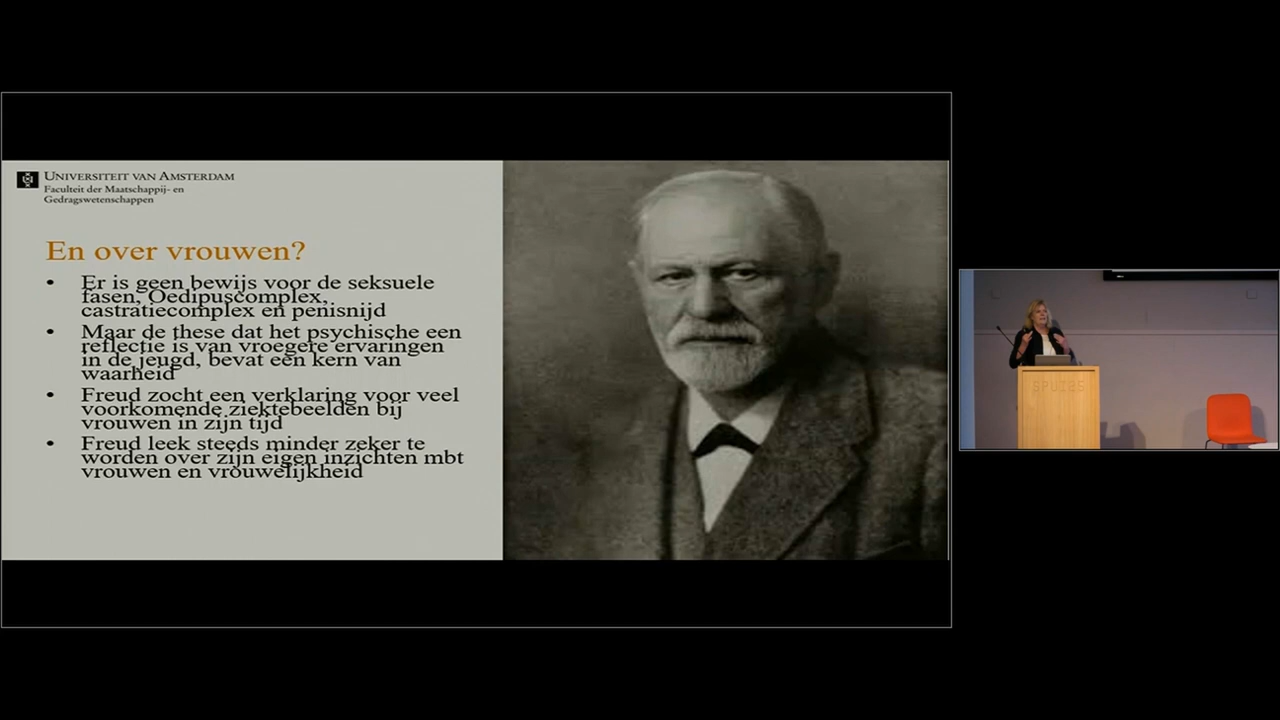 UNIVERSITEIT VAN AMSTERDAM
Faculteit der Maatschappij- en
Gedragswetenschappen
En over vrouwen?
• Er is geen bewijs voor de seksuele
fasen, Oedipuscomplex,
castratiecomplex en penisnijd
• Maar de these dat het psychische een
reflectie is van vroegere ervaringen
in de jeugd, bevat een kern van
waarheid
• Freud zocht een verklaring voor veel
voorkomende ziektebeelden bij
vrouwen in zijn tijd
• Freud leek steeds minder zeker te
worden over zijn eigen inzichten mbt
vrouwen en vrouwelijkheid
SPUI25